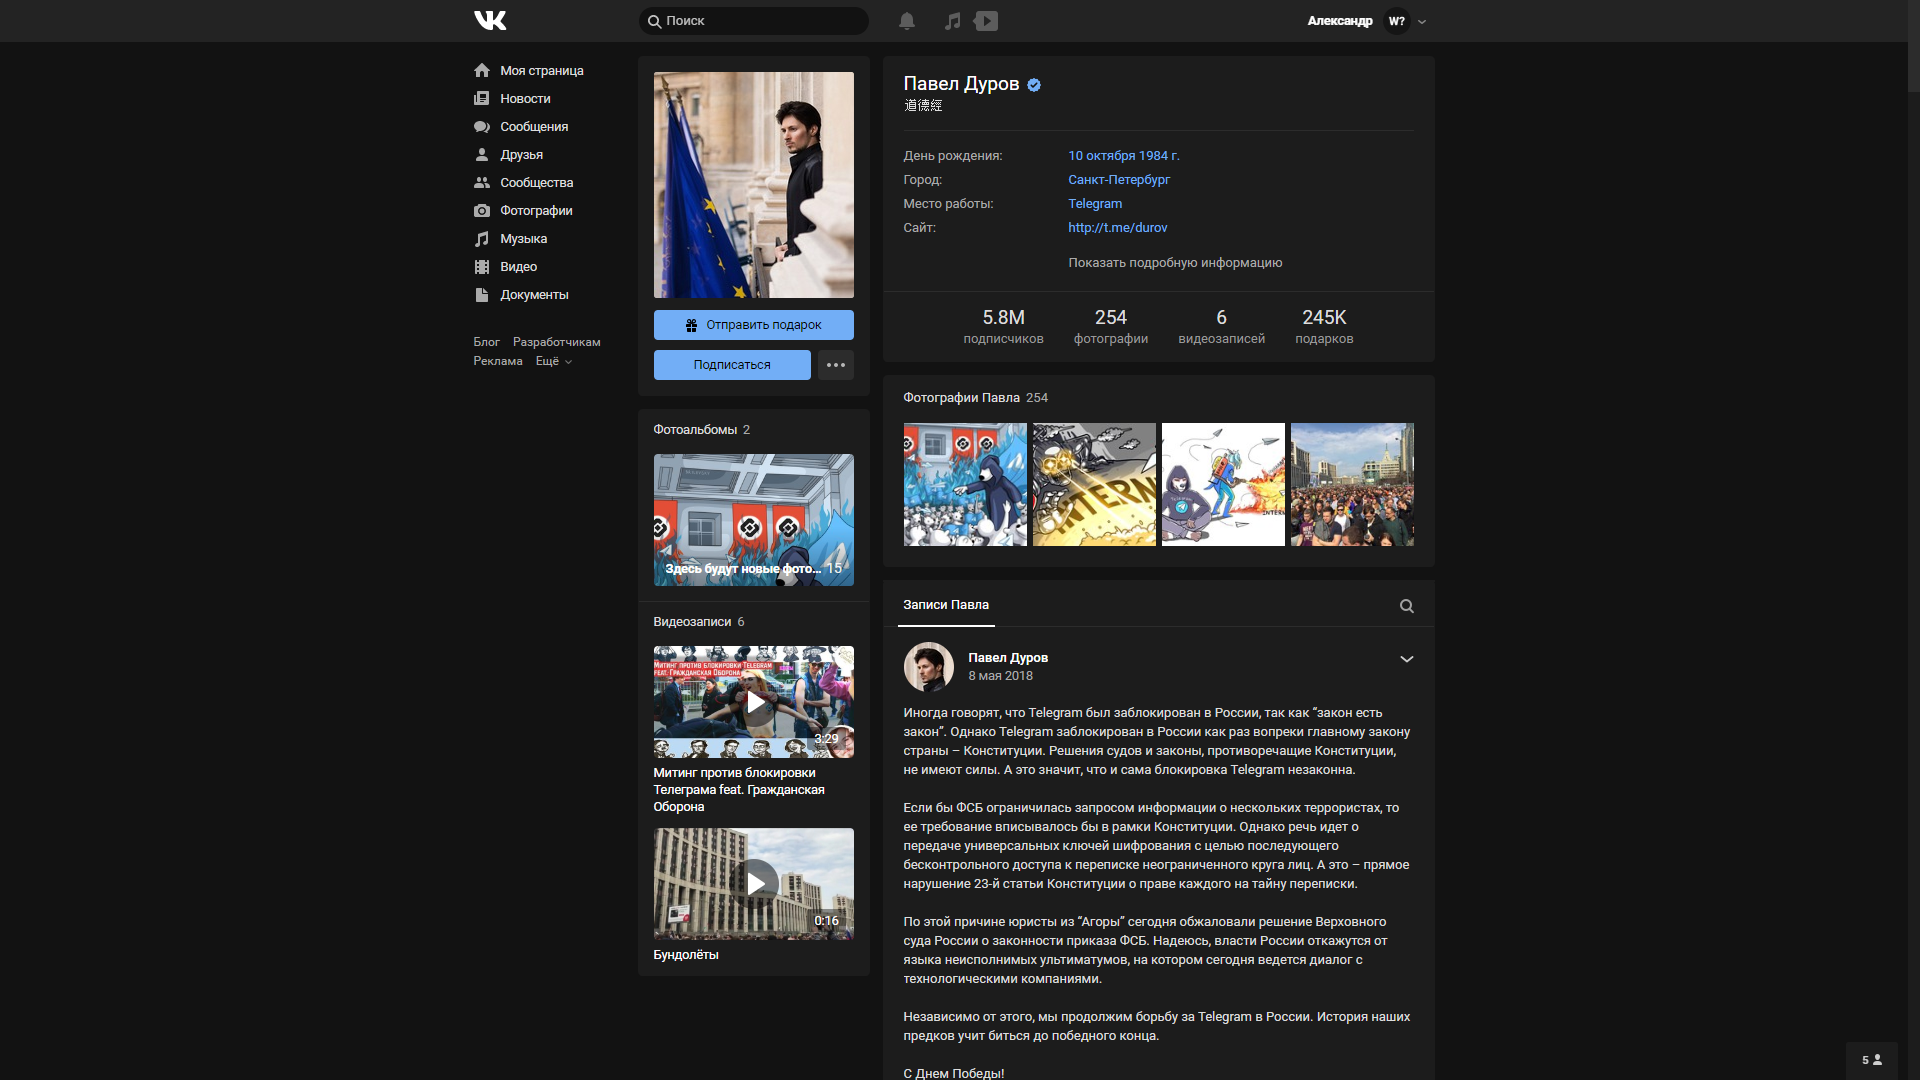 Поиск
Александр
W?
Моя страница
Новости
Сообщения
Друзья
Сообщества
Фотографии
Музыка
Видео
Документы
Блог Разработчикам
Реклама Ещё
Отправить подарок
Подписаться
Фотоальбомы 2
Здесь будут новые фото... 15
Видеозаписи 6
Митинг против блокировки Telegram
feat. Гражданская Оборона
3:29
Митинг против блокировки
Телеграма feat. Гражданская
Оборона
0:16
Бундолёты
Павел Дуров
道德經
День рождения: 10 октября 1984 г.
Город: Санкт-Петербург
Место работы: Telegram
Сайт: http://t.me/durov
Показать подробную информацию
5.8M 254 6 245K
подписчиков фотографии видеозаписей подарков
Фотографии Павла 254
INTERN
Telegram
INTERN
Записи Павла
Павел Дуров
8 мая 2018
Иногда говорят, что Telegram был заблокирован в России, так как “закон есть
закон”. Однако Telegram заблокирован в России как раз вопреки главному закону
страны – Конституции. Решения судов и законы, противоречащие Конституции,
не имеют силы. А это значит, что и сама блокировка Telegram незаконна.
Если бы ФСБ ограничилась запросом информации о нескольких террористах, то
ее требование вписывалось бы в рамки Конституции. Однако речь идет о
передаче универсальных ключей шифрования с целью последующего
бесконтрольного доступа к переписке неограниченного круга лиц. А это – прямое
нарушение 23-й статьи Конституции о праве каждого на тайну переписки.
По этой причине юристы из “Агоры” сегодня обжаловали решение Верховного
суда России о законности приказа ФСБ. Надеюсь, власти России откажутся от
языка неисполнимых ультиматумов, на котором сегодня ведется диалог с
технологическими компаниями.
Независимо от этого, мы продолжим борьбу за Telegram в России. История наших
предков учит биться до победного конца.
С Днем Победы!
5